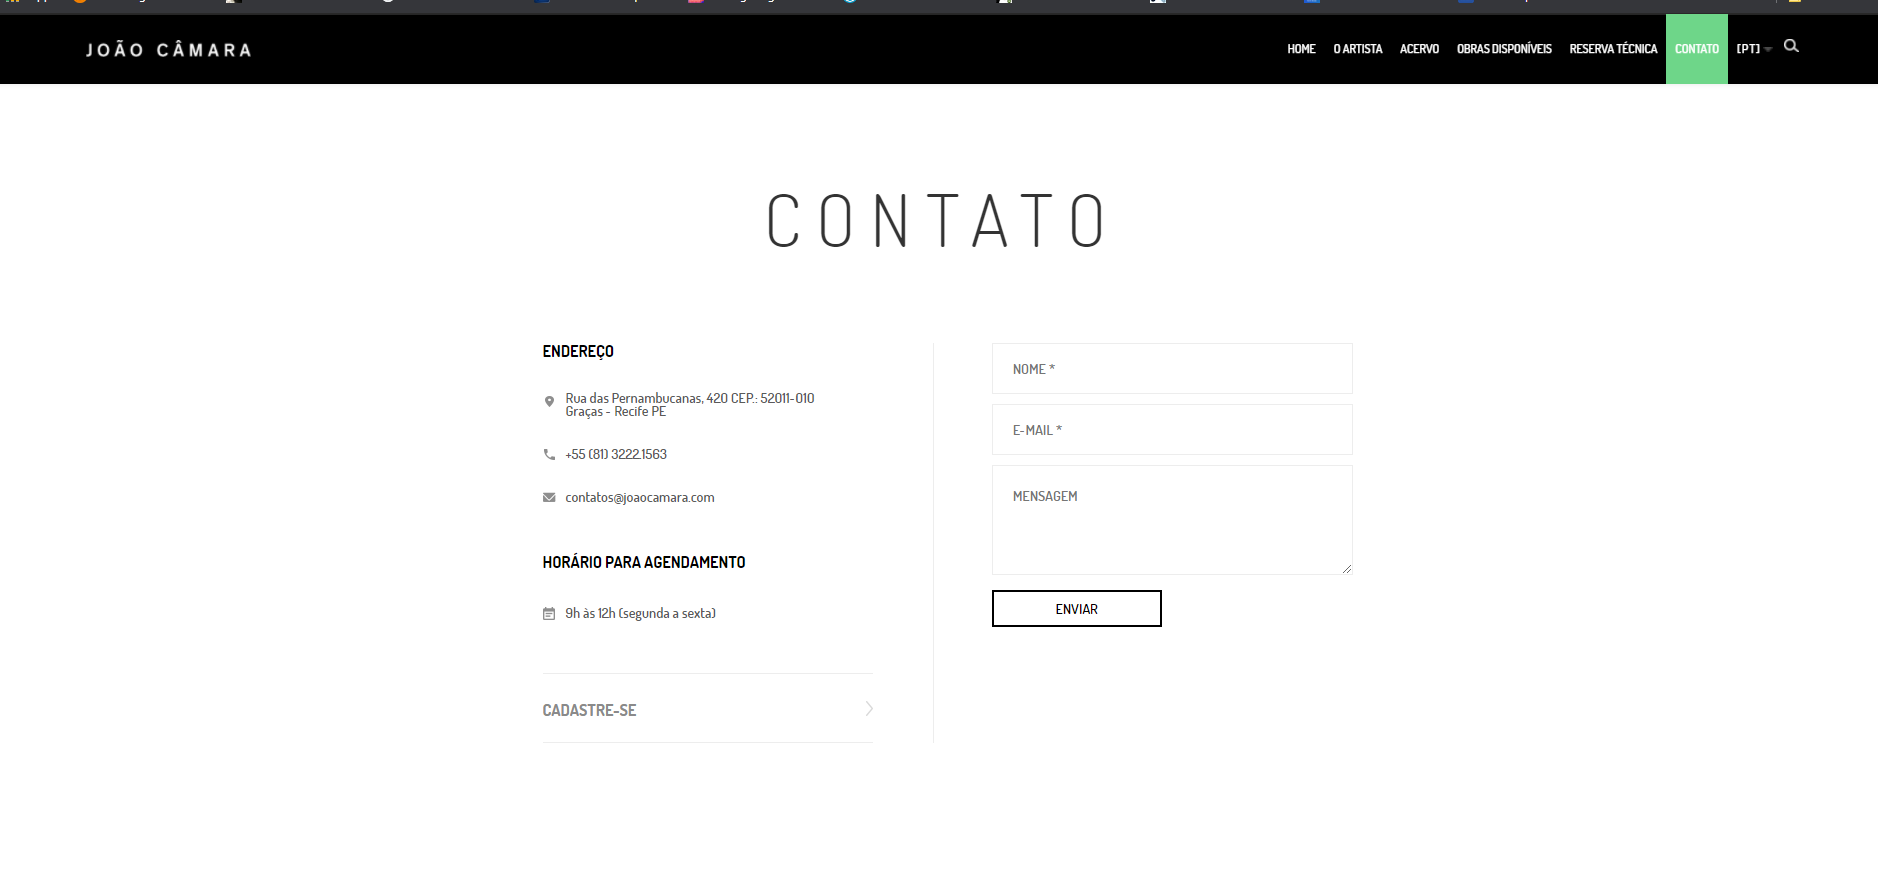 JOÃO CÂMARA
HOME O ARTISTA ACERVO OBRAS DISPONÍVEIS RESERVA TÉCNICA CONTATO [PT]
CONTATO
ENDEREÇO
Rua das Pernambucanas, 420 CEP.: 52011-010
Graças - Recife PE
+55 (81) 3222.1563
contatos@joaocamara.com
HORÁRIO PARA AGENDAMENTO
9h às 12h (segunda a sexta)
CADASTRE-SE
NOME *
E-MAIL *
MENSAGEM
ENVIAR